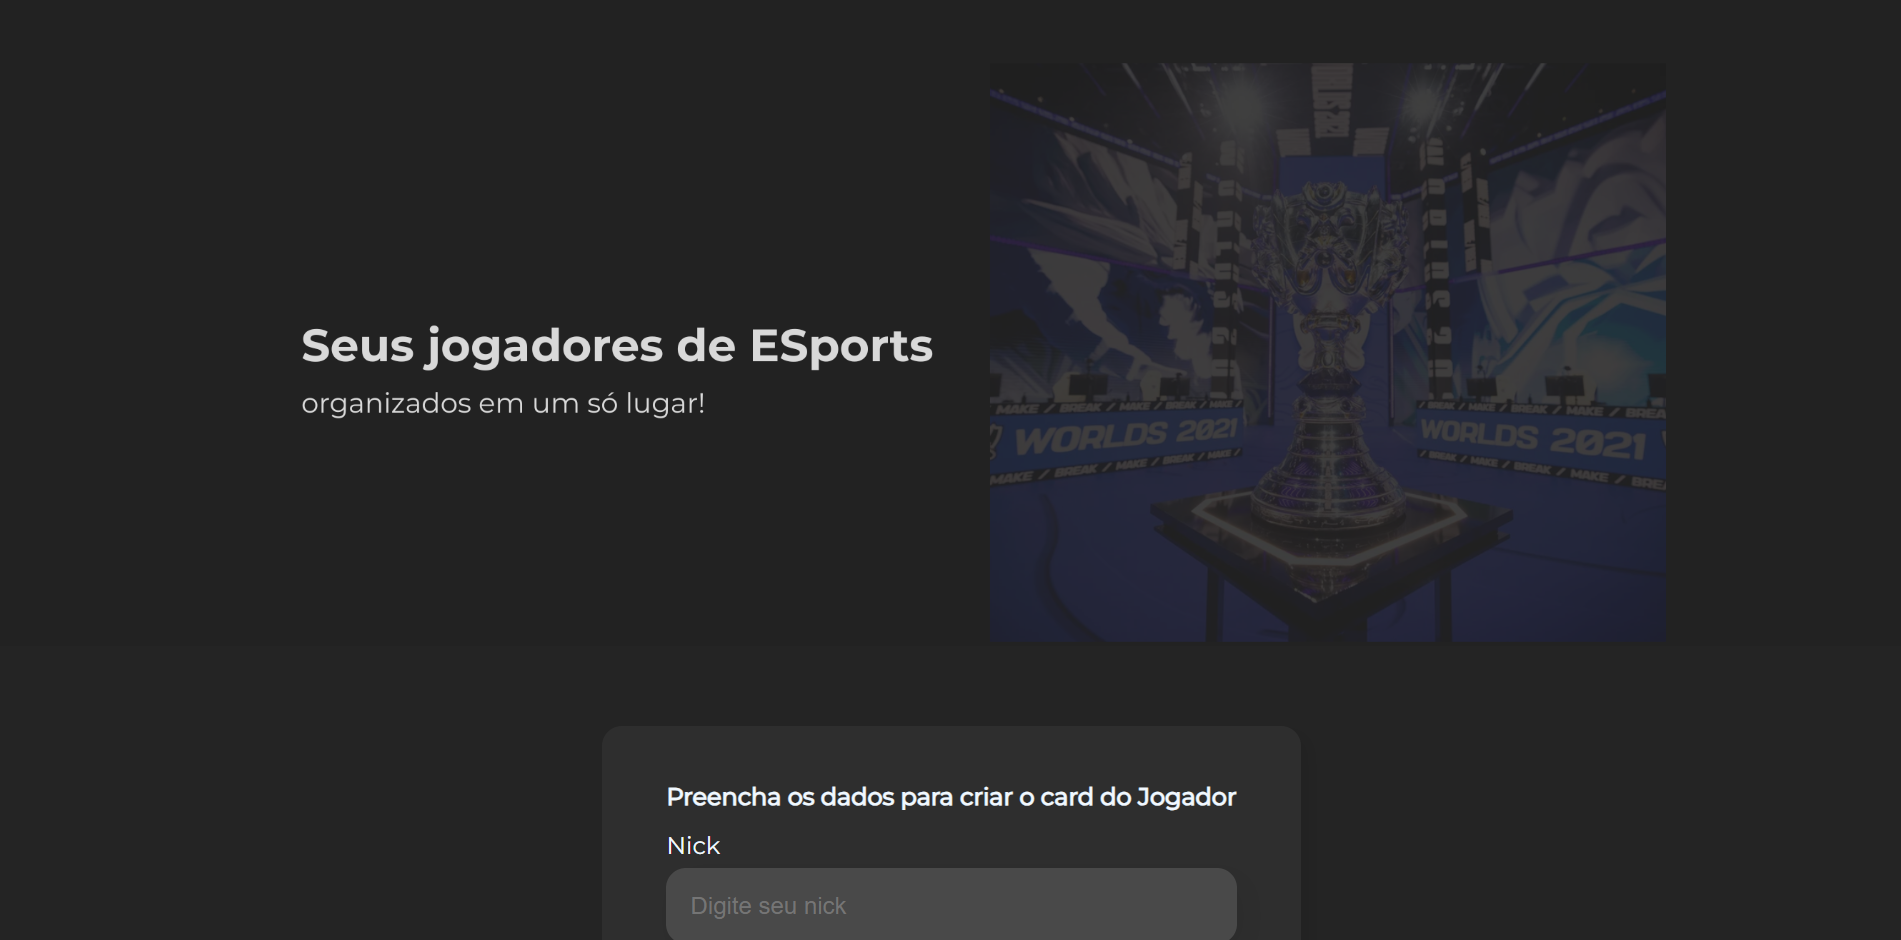 Seus jogadores de ESports
organizados em um só lugar!
MAKE / BREAK / MAKE / BREAK / MAKE /
WORLDS 2021
MAKE / BREAK / MAKE / BREAK / MAKE /
/ BREAK / MAKE / BREAK / MAKE / BREA
WORLDS 2021
/ BREAK / MAKE / BREAK / MAKE / BREA
Preencha os dados para criar o card do Jogador
Nick
Digite seu nick